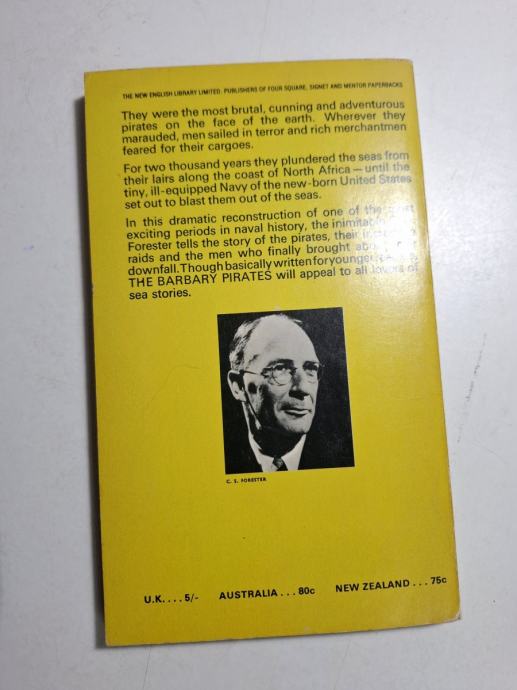 THE NEW ENGLISH LIBRARY LIMITED: PUBLISHERS OF FOUR SQUARE, SIGNET AND MENTOR PAPERBACKS
They were the most brutal, cunning and adventurous
pirates on the face of the earth. Wherever they
marauded, men sailed in terror and rich merchantmen
feared for their cargoes.
For two thousand years they plundered the seas from
their lairs along the coast of North Africa — until the
tiny, ill-equipped Navy of the new-born United States
set out to blast them out of the seas.
In this dramatic reconstruction of one of the most
exciting periods in naval history, the inimitable
Forester tells the story of the pirates, their
raids and the men who finally brought about
downfall. Though basically written for younger
THE BARBARY PIRATES will appeal to all lovers of
sea stories.
C. S. FORESTER
U.K. . . . 5/- AUSTRALIA . . . 80c NEW ZEALAND . . . 75c